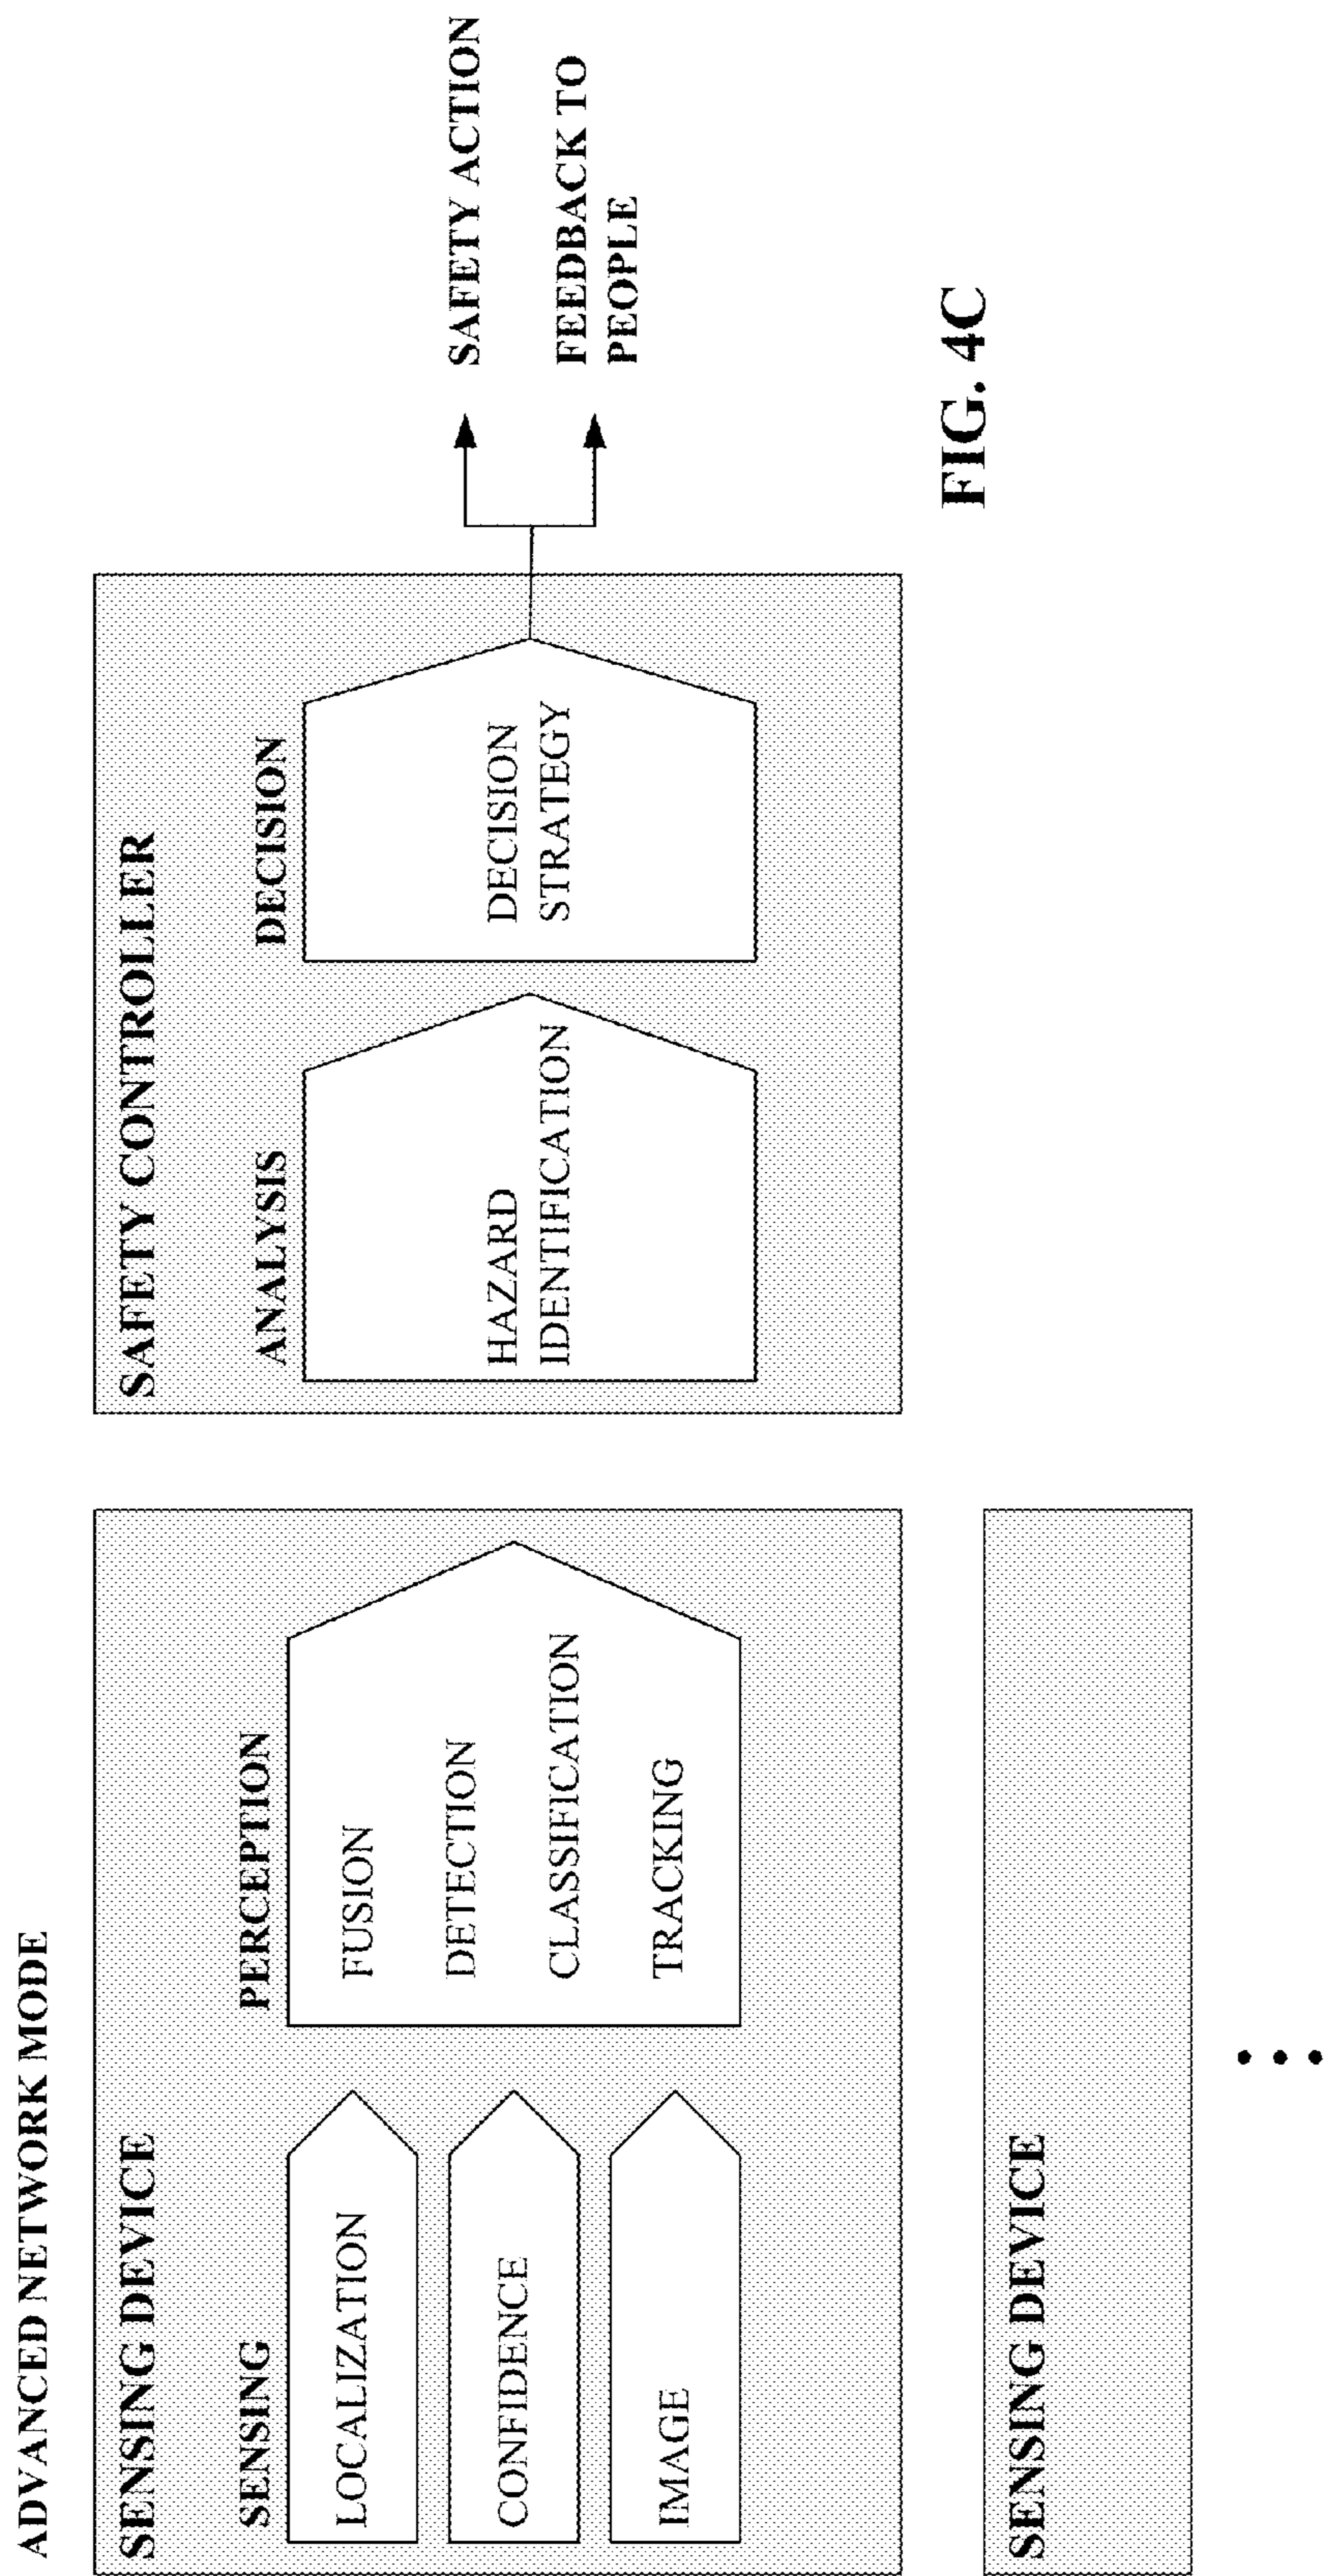 ADVANCED NETWORK MODE
SENSING DEVICE
SENSING
LOCALIZATION
CONFIDENCE
IMAGE
PERCEPTION
FUSION
DETECTION
CLASSIFICATION
TRACKING
SAFETY CONTROLLER
ANALYSIS
HAZARD
IDENTIFICATION
DECISION
DECISION
STRATEGY
SAFETY ACTION
FEEDBACK TO
PEOPLE
SENSING DEVICE
FIG. 4C